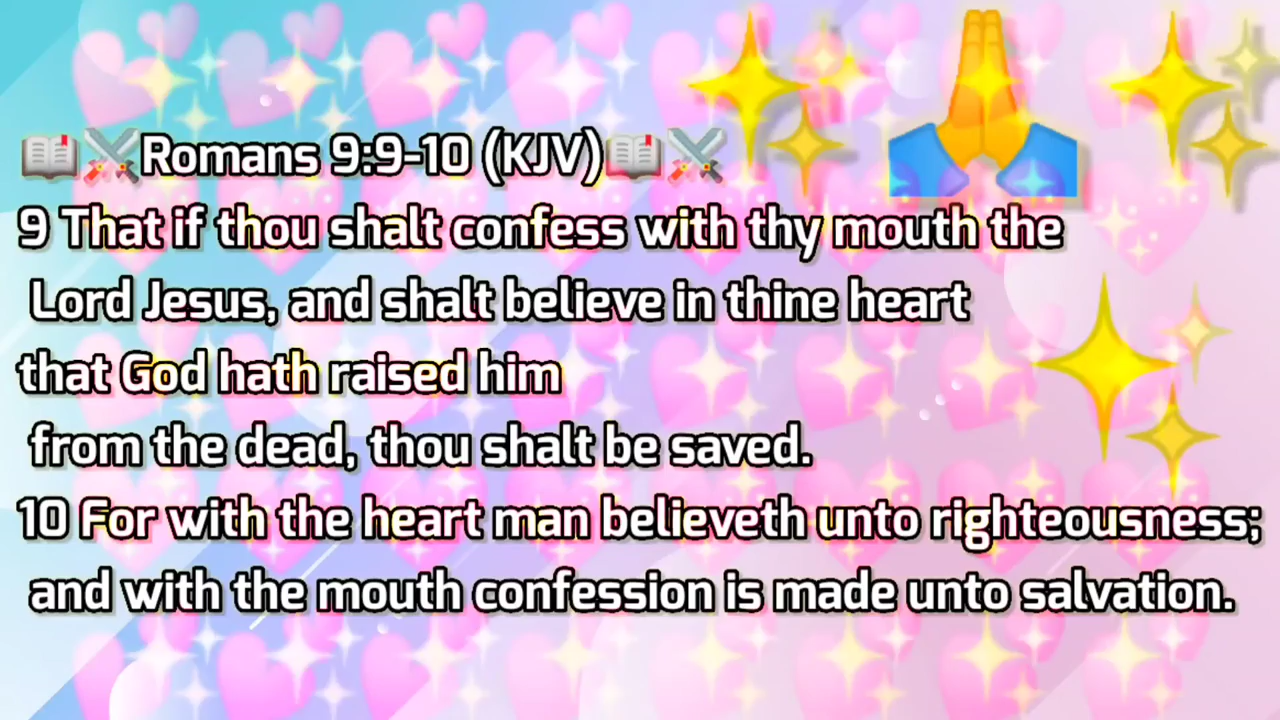 📖⚔️Romans 9:9-10 (KJV)📖⚔️
9 That if thou shalt confess with thy mouth the
Lord Jesus, and shalt believe in thine heart
that God hath raised him
from the dead, thou shalt be saved.
10 For with the heart man believeth unto righteousness;
and with the mouth confession is made unto salvation.